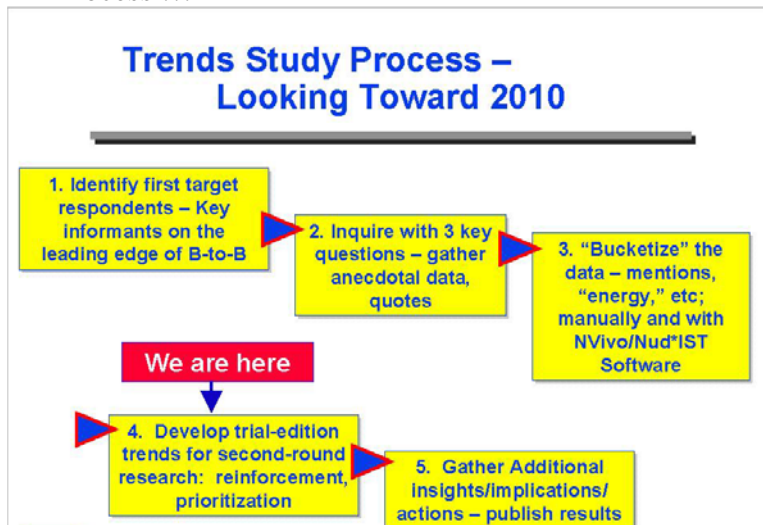 Trends Study Process –
Looking Toward 2010
1. Identify first target
respondents – Key
informants on the
leading edge of B-to-B
2. Inquire with 3 key
questions – gather
anecdotal data,
quotes
3. “Bucketize” the
data – mentions,
“energy,” etc;
manually and with
NVivo/Nud*IST
Software
We are here
4. Develop trial-edition
trends for second-round
research: reinforcement,
prioritization
5. Gather Additional
insights/implications/
actions – publish results